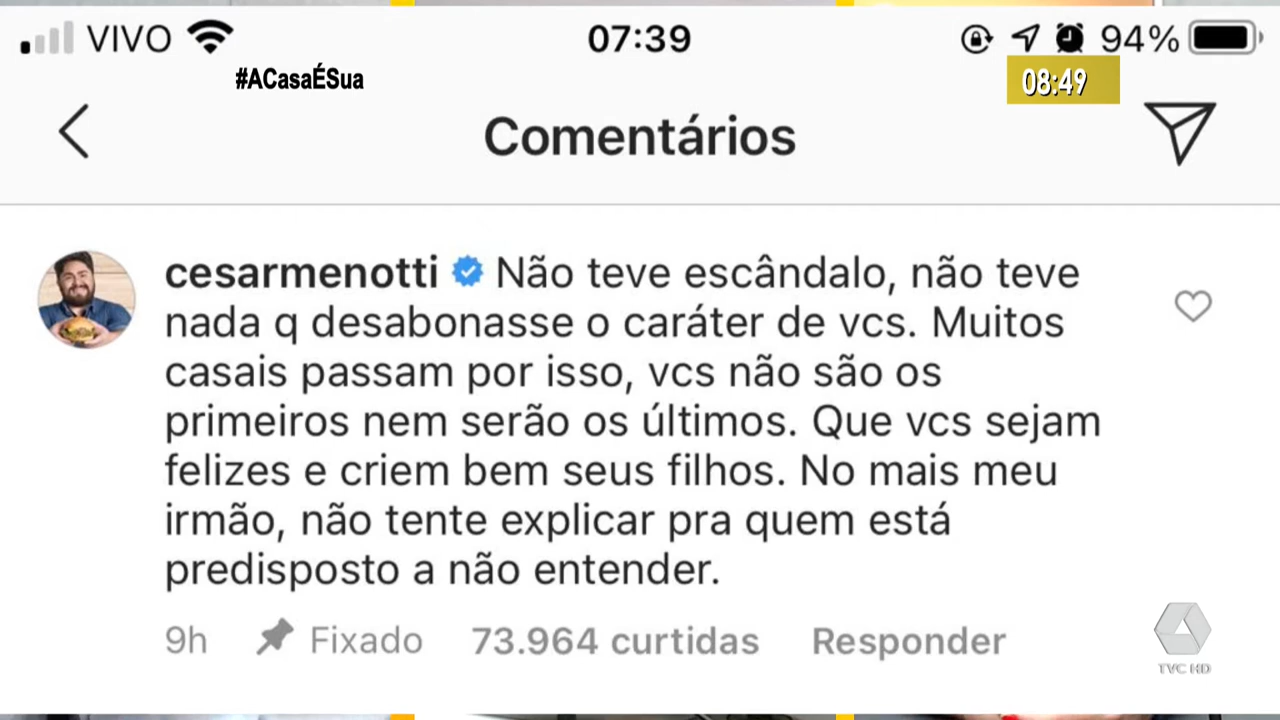 VIVO 07:39 94%
#ACasaÉSua 08:49
Comentários
cesarmenotti Não teve escândalo, não teve
nada q desabonasse o caráter de vcs. Muitos
casais passam por isso, vcs não são os
primeiros nem serão os últimos. Que vcs sejam
felizes e criem bem seus filhos. No mais meu
irmão, não tente explicar pra quem está
predisposto a não entender.
9h Fixado 73.964 curtidas Responder
TVC HD